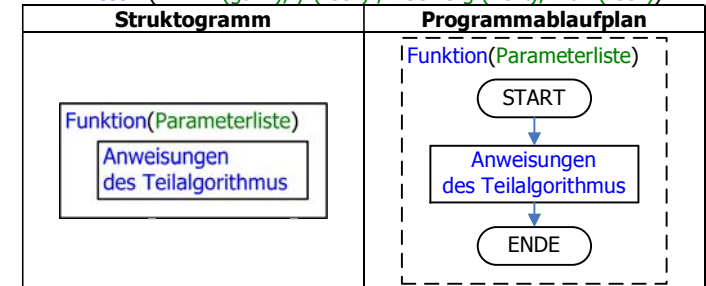 Struktogramm
Programmablaufplan
Funktion(Parameterliste)
Anweisungen
des Teilalgorithmus
Funktion(Parameterliste)
START
Anweisungen
des Teilalgorithmus
ENDE